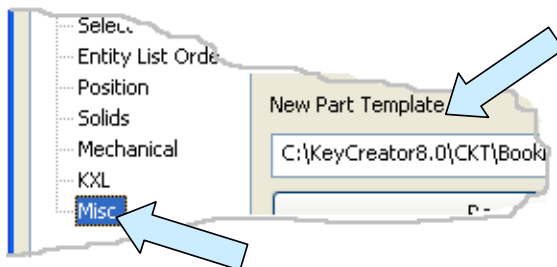 Entity List Orde
Position
Solids
Mechanical
KXL
Misc
New Part Template
C:\KeyCreator8.0\CKT\Book